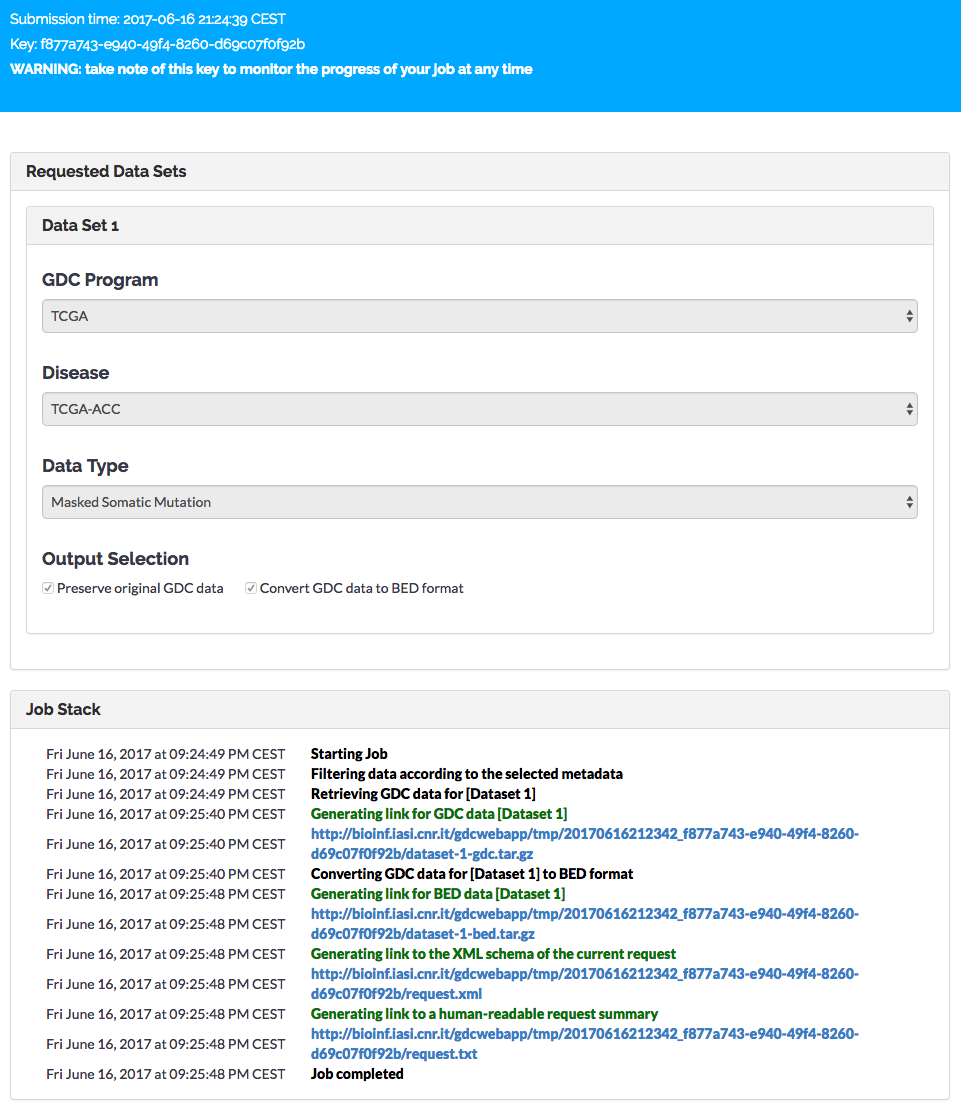 Submission time: 2017-06-16 21:24:39 CEST
Key: f877a743-e940-49f4-8260-d69c07f0f92b
WARNING: take note of this key to monitor the progress of your job at any time
Requested Data Sets
Data Set 1
GDC Program
TCGA
Disease
TCGA-ACC
Data Type
Masked Somatic Mutation
Output Selection
Preserve original GDC data Convert GDC data to BED format
Job Stack
Fri June 16, 2017 at 09:24:49 PM CEST Starting Job
Fri June 16, 2017 at 09:24:49 PM CEST Filtering data according to the selected metadata
Fri June 16, 2017 at 09:24:49 PM CEST Retrieving GDC data for [Dataset 1]
Fri June 16, 2017 at 09:25:40 PM CEST Generating link for GDC data [Dataset 1]
Fri June 16, 2017 at 09:25:40 PM CEST http://bioinf.iasi.cnr.it/gdcwebapp/tmp/20170616212342_f877a743-e940-49f4-8260-
d69c07f0f92b/dataset-1-gdc.tar.gz
Fri June 16, 2017 at 09:25:40 PM CEST Converting GDC data for [Dataset 1] to BED format
Fri June 16, 2017 at 09:25:48 PM CEST Generating link for BED data [Dataset 1]
Fri June 16, 2017 at 09:25:48 PM CEST http://bioinf.iasi.cnr.it/gdcwebapp/tmp/20170616212342_f877a743-e940-49f4-8260-
d69c07f0f92b/dataset-1-bed.tar.gz
Fri June 16, 2017 at 09:25:48 PM CEST Generating link to the XML schema of the current request
Fri June 16, 2017 at 09:25:48 PM CEST http://bioinf.iasi.cnr.it/gdcwebapp/tmp/20170616212342_f877a743-e940-49f4-8260-
d69c07f0f92b/request.xml
Fri June 16, 2017 at 09:25:48 PM CEST Generating link to a human-readable request summary
Fri June 16, 2017 at 09:25:48 PM CEST http://bioinf.iasi.cnr.it/gdcwebapp/tmp/20170616212342_f877a743-e940-49f4-8260-
d69c07f0f92b/request.txt
Fri June 16, 2017 at 09:25:48 PM CEST Job completed